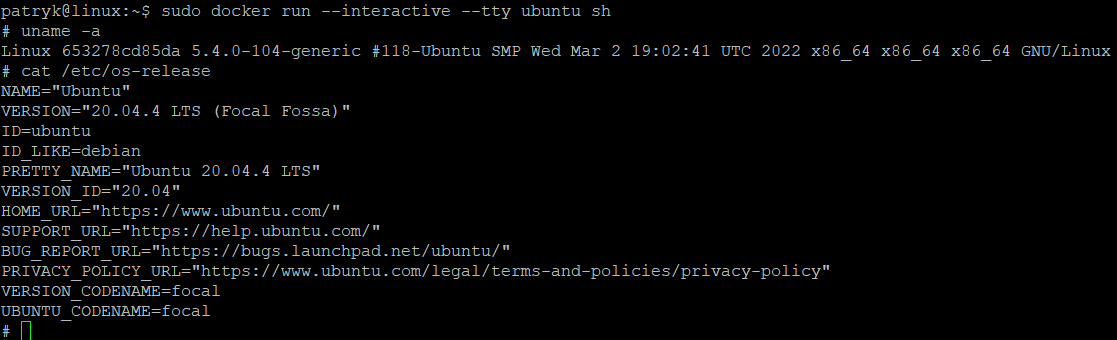 patryk@linux:~$ sudo docker run --interactive --tty ubuntu sh
# uname -a
Linux 653278cd85da 5.4.0-104-generic #118-Ubuntu SMP Wed Mar 2 19:02:41 UTC 2022 x86_64 x86_64 x86_64 GNU/Linux
# cat /etc/os-release
NAME="Ubuntu"
VERSION="20.04.4 LTS (Focal Fossa)"
ID=ubuntu
ID_LIKE=debian
PRETTY_NAME="Ubuntu 20.04.4 LTS"
VERSION_ID="20.04"
HOME_URL="https://www.ubuntu.com/"
SUPPORT_URL="https://help.ubuntu.com/"
BUG_REPORT_URL="https://bugs.launchpad.net/ubuntu/"
PRIVACY_POLICY_URL="https://www.ubuntu.com/legal/terms-and-policies/privacy-policy"
VERSION_CODENAME=focal
UBUNTU_CODENAME=focal
#